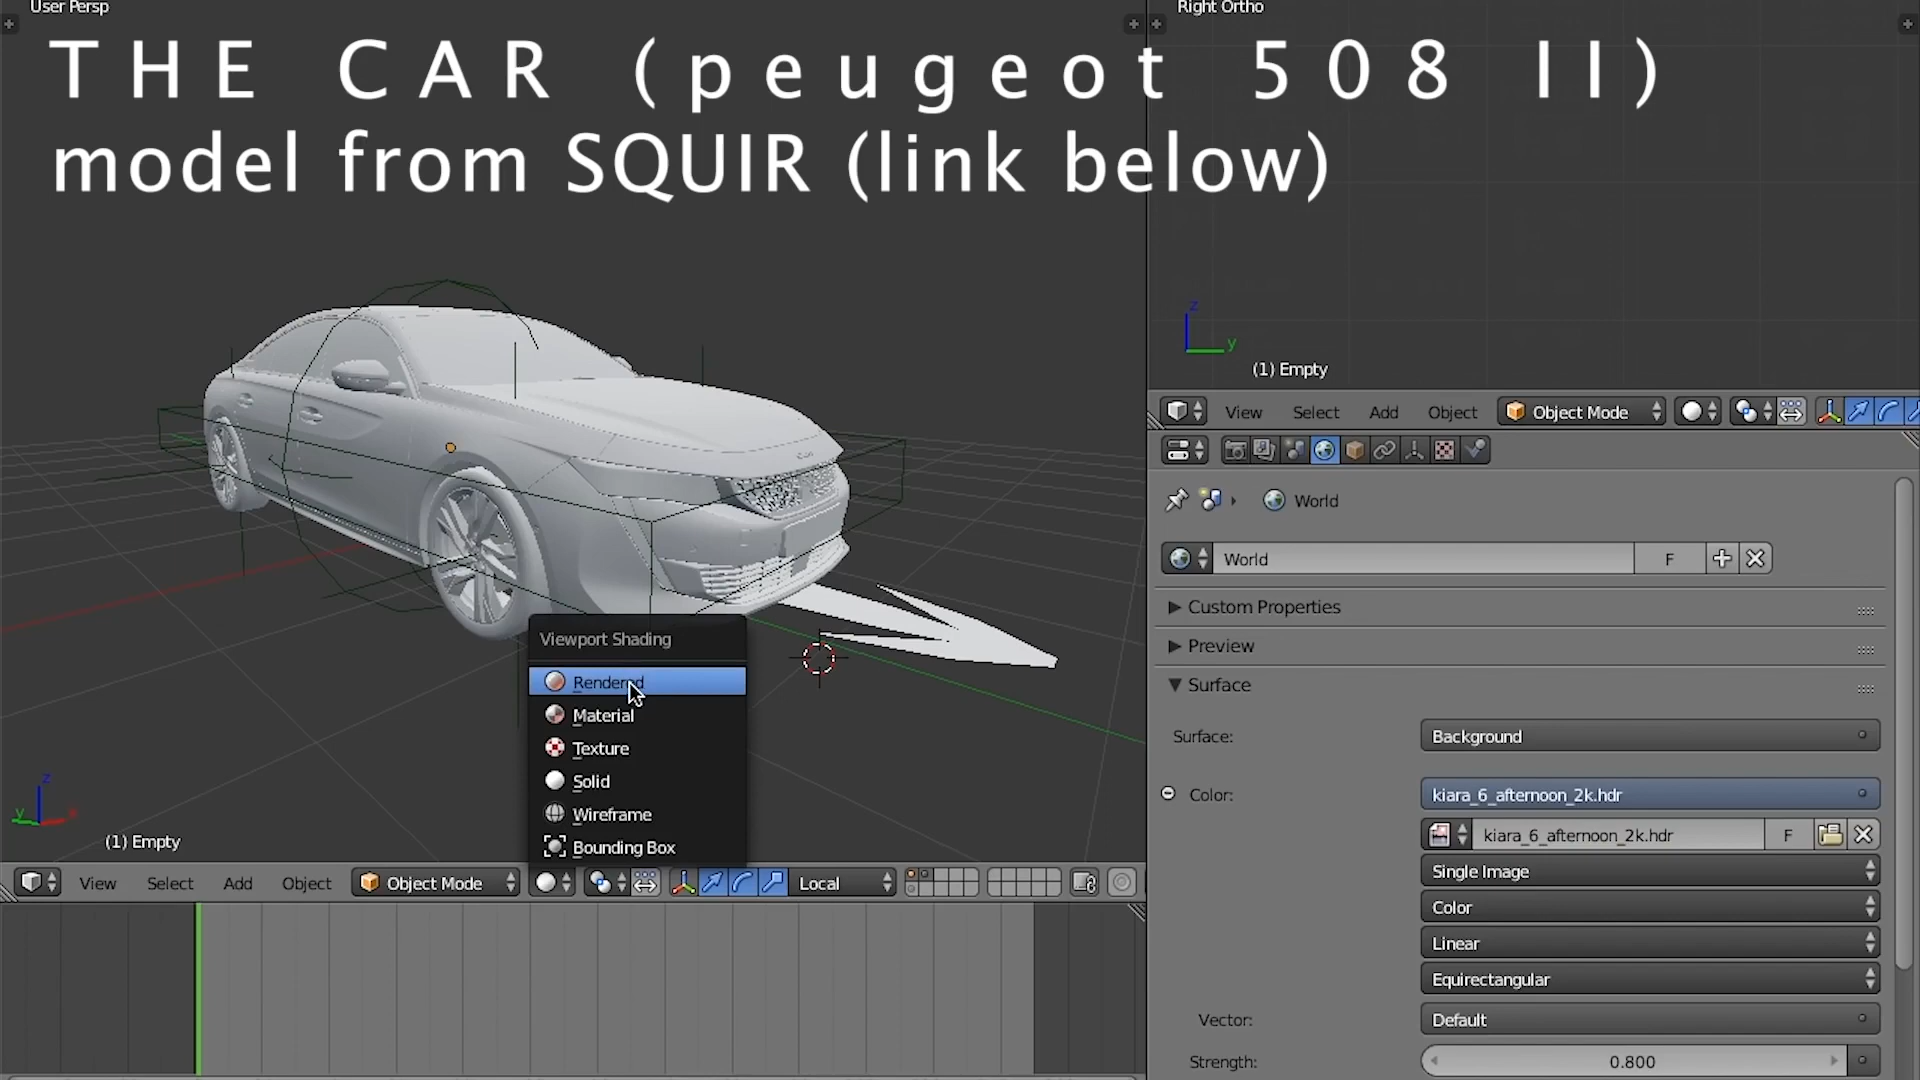 User Persp
Right Ortho
THE CAR (peugeot 508 II)
model from SQUIR (link below)
z
y
(1) Empty
View Select Add Object Object Mode
World
World F
Custom Properties
Preview
Surface
Surface: Background
Color: kiara_6_afternoon_2k.hdr
kiara_6_afternoon_2k.hdr F
Single Image
Color
Linear
Equirectangular
Vector: Default
Strength: 0.800
Viewport Shading
Rendered
Material
Texture
Solid
Wireframe
Bounding Box
z
y x
(1) Empty
View Select Add Object Object Mode Local